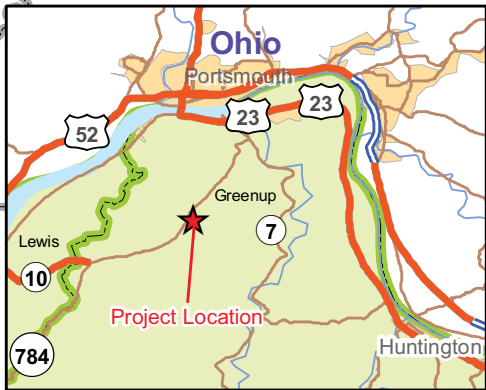 Ohio
Portsmouth
52
23
23
Greenup
7
Lewis
10
Project Location
784
Huntington